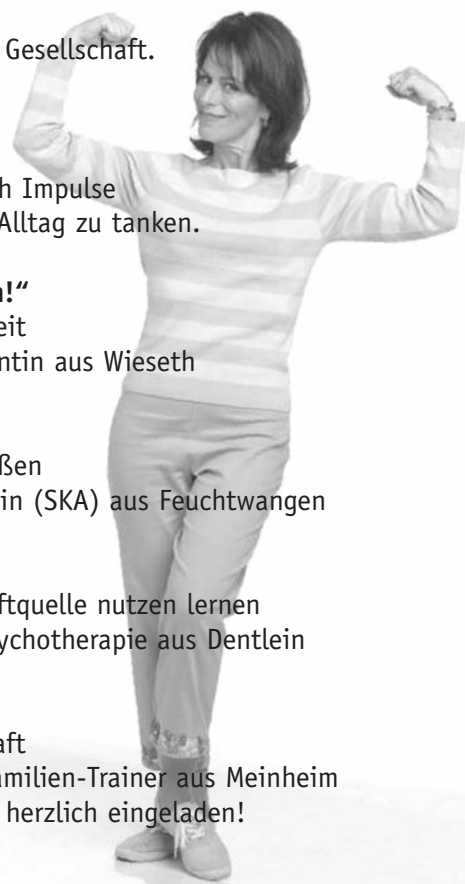 Gesellschaft.
h Impulse
Alltag zu tanken.
!“
eit
ntin aus Wieseth
ßen
in (SKA) aus Feuchtwangen
ftquelle nutzen lernen
ychotherapie aus Dentlein
aft
amilien-Trainer aus Meinheim
herzlich eingeladen!